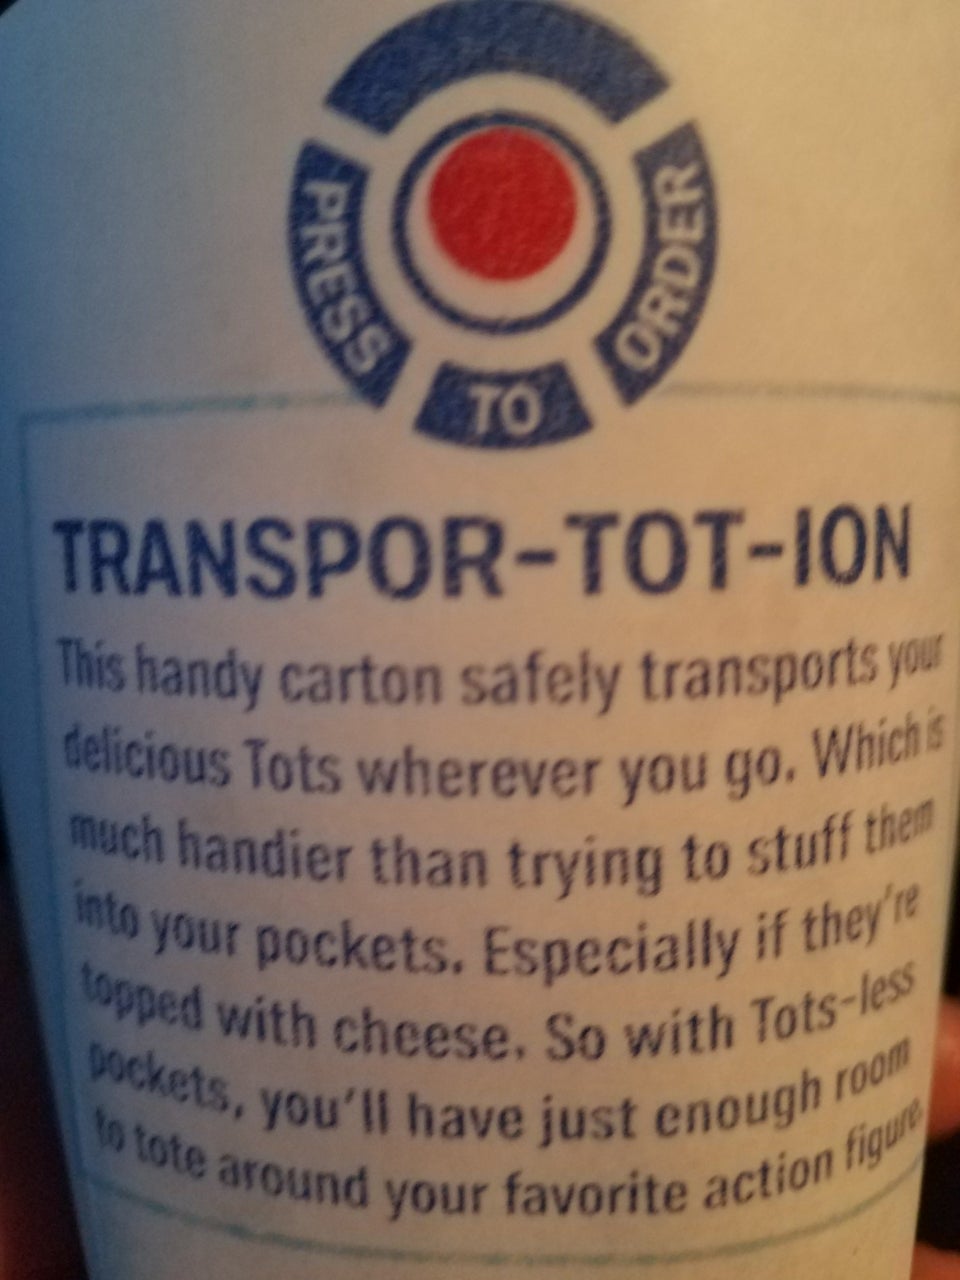 PRESS TO ORDER
TRANSPOR-TOT-ION
This handy carton safely transports your
delicious Tots wherever you go. Which is
much handier than trying to stuff them
into your pockets. Especially if they're
topped with cheese. So with Tots-less
pockets, you'll have just enough room
to tote around your favorite action figure.